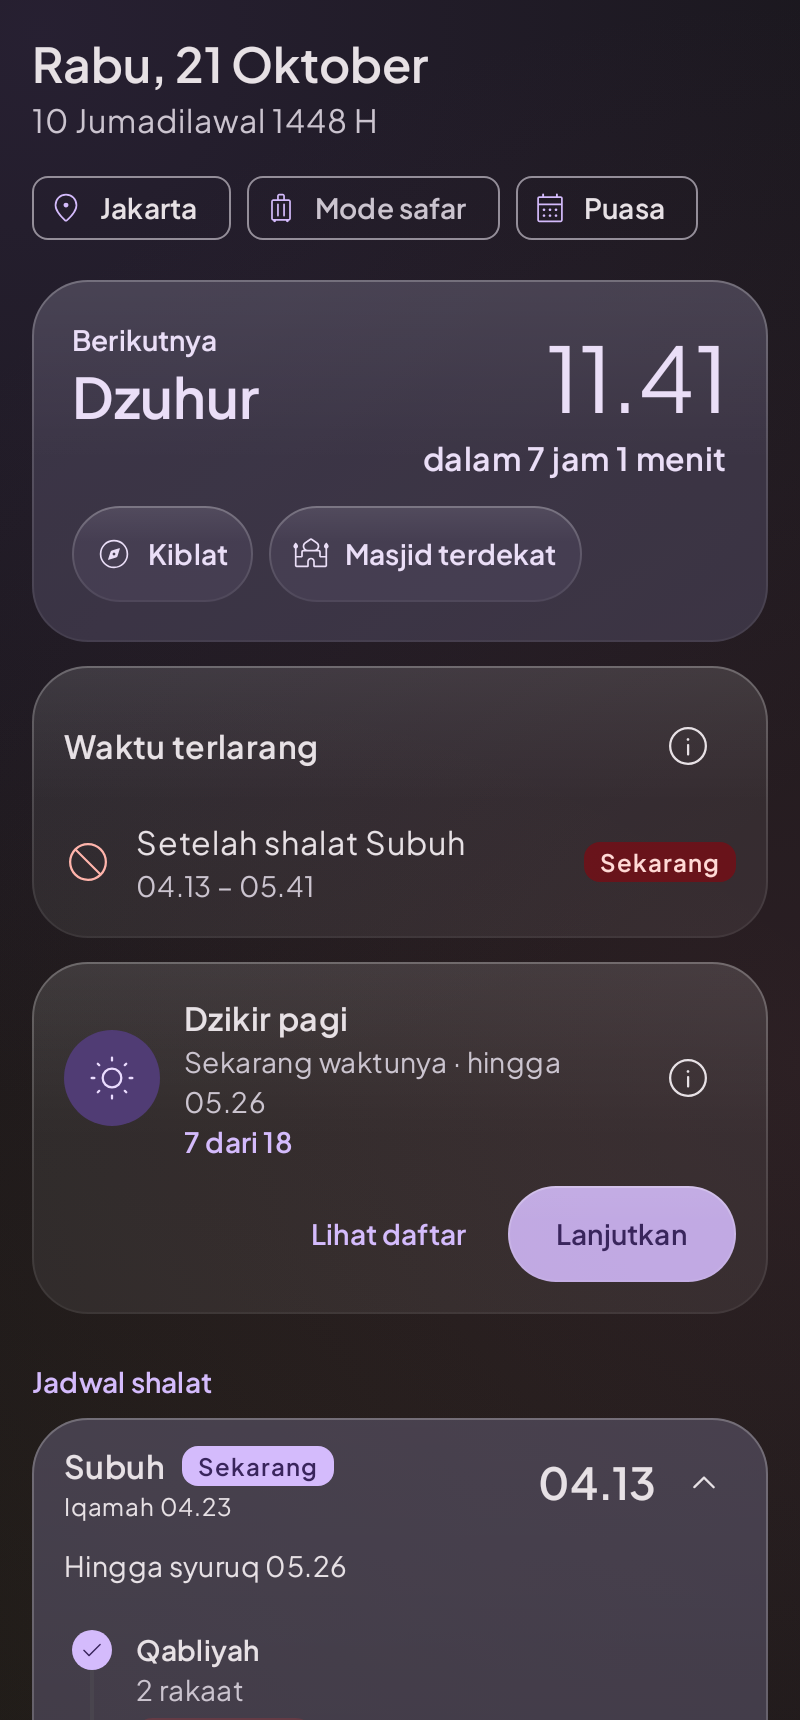 Rabu, 21 Oktober
10 Jumadilawal 1448 H
Jakarta
Mode safar
Puasa
Berikutnya
Dzuhur
11.41
dalam 7 jam 1 menit
Kiblat
Masjid terdekat
Waktu terlarang
Setelah shalat Subuh
04.13 – 05.41
Sekarang
Dzikir pagi
Sekarang waktunya · hingga
05.26
7 dari 18
Lihat daftar
Lanjutkan
Jadwal shalat
Subuh
Sekarang
Iqamah 04.23
04.13
Hingga syuruq 05.26
Qabliyah
2 rakaat